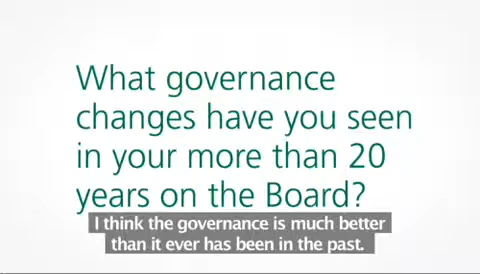 What governance
changes have you seen
in your more than 20
years on the Board?
I think the governance is much better
than it ever has been in the past.